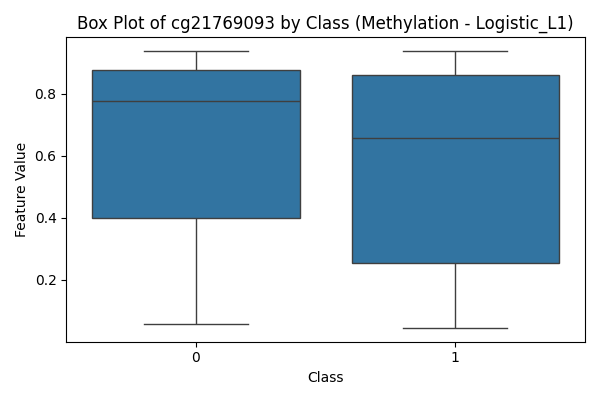 Box Plot of cg21769093 by Class (Methylation - Logistic_L1)
Feature Value
0.8
0.6
0.4
0.2
0 1
Class